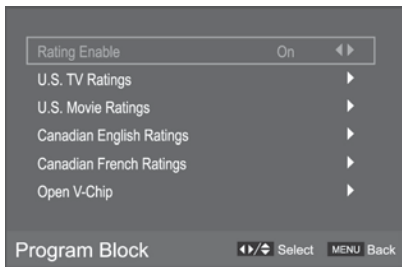 Rating Enable On
U.S. TV Ratings
U.S. Movie Ratings
Canadian English Ratings
Canadian French Ratings
Open V-Chip
Program Block Select MENU Back